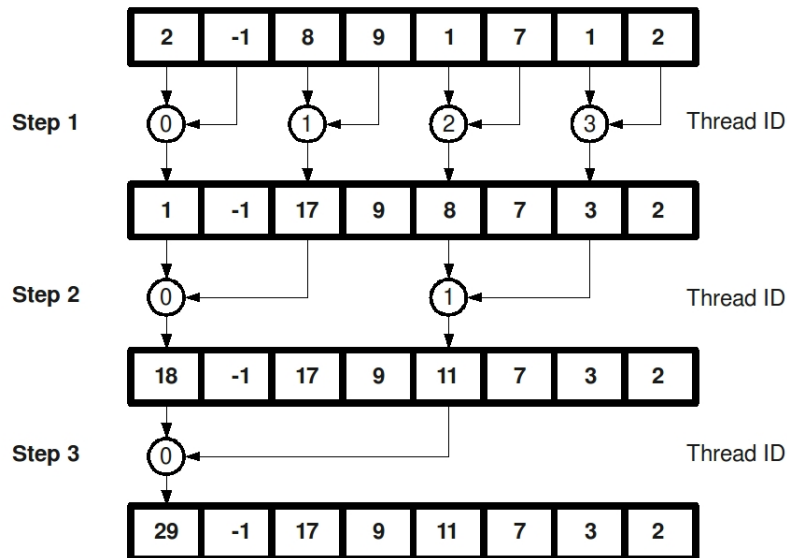 2 -1 8 9 1 7 1 2
Step 1 0 1 2 3 Thread ID
1 -1 17 9 8 7 3 2
Step 2 0 1 Thread ID
18 -1 17 9 11 7 3 2
Step 3 0 Thread ID
29 -1 17 9 11 7 3 2